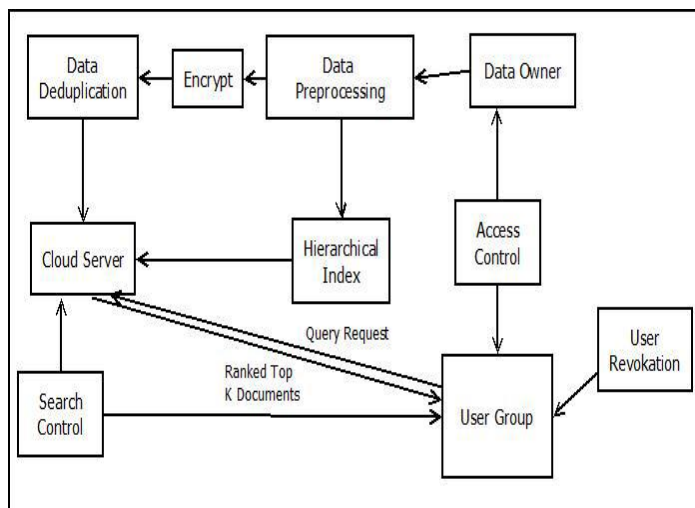 Data
Deduplication
Encrypt
Data
Preprocessing
Data Owner
Cloud Server
Hierarchical
Index
Access
Control
Query Request
Ranked Top
K Documents
User
Revokation
Search
Control
User Group